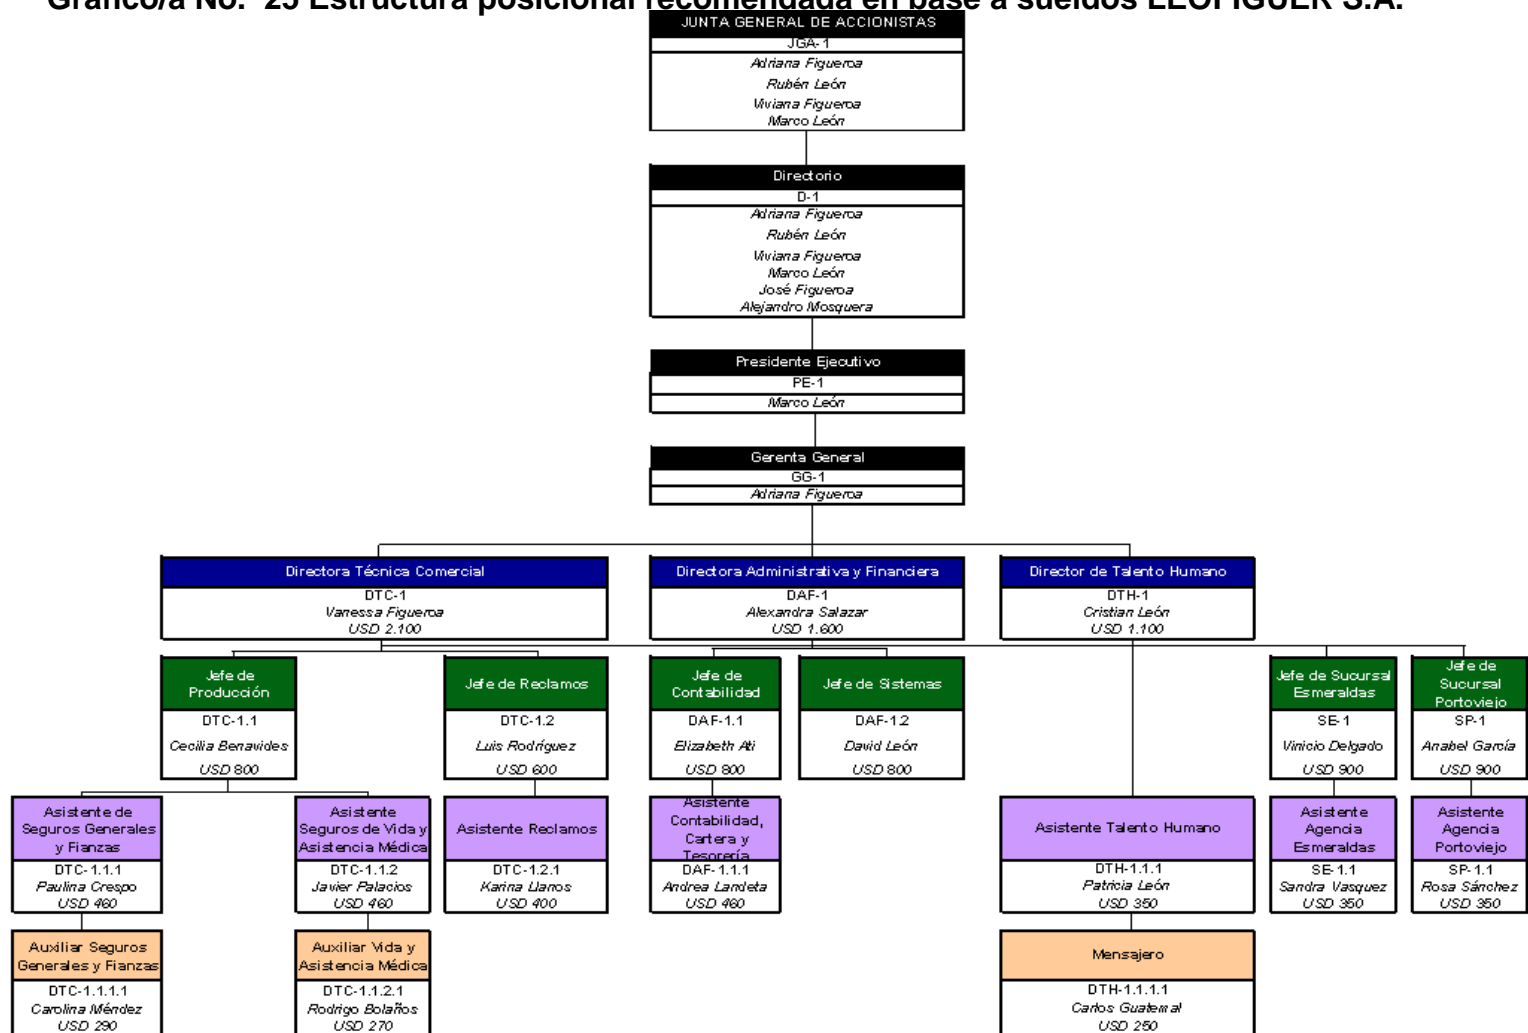 Gráfico/a No. 25 Estructura posicional recomendada en base a sueldos LEOFIGUER S.A.
JUNTA GENERAL DE ACCIONISTAS
JGA-1
Adriana Figueroa
Rubén León
Viviana Figueroa
Marco León
Directorio
D-1
Adriana Figueroa
Rubén León
Viviana Figueroa
Marco León
José Figueroa
Alejandro Mosquera
Presidente Ejecutivo
PE-1
Marco León
Gerenta General
GG-1
Adriana Figueroa
Directora Técnica Comercial
DTC-1
Vanessa Figueroa
USD 2.100
Directora Administrativa y Financiera
DAF-1
Alexandra Salazar
USD 1.600
Director de Talento Humano
DTH-1
Cristian León
USD 1.100
Jefe de
Producción
DTC-1.1
Cecilia Benavides
USD 800
Jefe de Reclamos
DTC-1.2
Luis Rodríguez
USD 600
Jefe de
Contabilidad
DAF-1.1
Elizabeth Ati
USD 800
Jefe de Sistemas
DAF-1.2
David León
USD 800
Jefe de Sucursal
Esmeraldas
SE-1
Vinicio Delgado
USD 900
Jefe de
Sucursal
Portoviejo
SP-1
Anabel García
USD 900
Asistente de
Seguros Generales
y Fianzas
DTC-1.1.1
Paulina Crespo
USD 460
Asistente
Seguros de Vida y
Asistencia Médica
DTC-1.1.2
Javier Palacios
USD 460
Asistente Reclamos
DTC-1.2.1
Karina Llanos
USD 400
Asistente
Contabilidad,
Cartera y
Tesorería
DAF-1.1.1
Andrea Landeta
USD 460
Asistente Talento Humano
DTH-1.1.1
Patricia León
USD 350
Asistente
Agencia
Esmeraldas
SE-1.1
Sandra Vasquez
USD 350
Asistente
Agencia
Portoviejo
SP-1.1
Rosa Sánchez
USD 350
Auxiliar Seguros
Generales y Fianzas
DTC-1.1.1.1
Carolina Méndez
USD 290
Auxiliar Vida y
Asistencia Médica
DTC-1.1.2.1
Rodrigo Bolaños
USD 270
Mensajero
DTH-1.1.1.1
Carlos Guatemal
USD 250